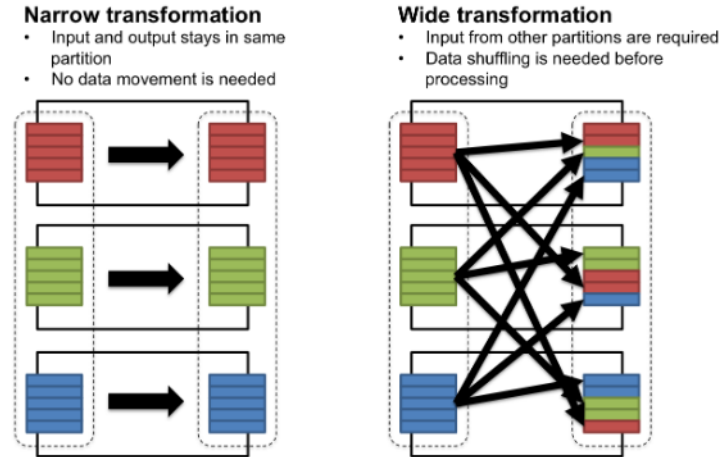 Narrow transformation
• Input and output stays in same
partition
• No data movement is needed
Wide transformation
• Input from other partitions are required
• Data shuffling is needed before
processing